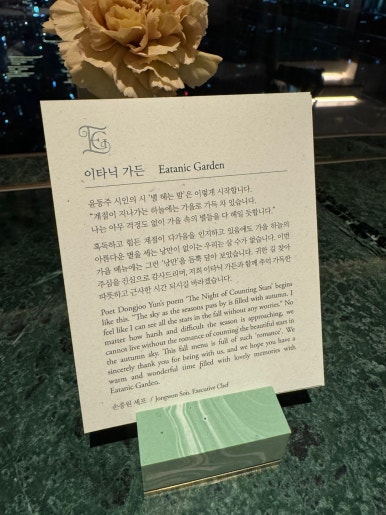 EG
이타닉 가든 Eatanic Garden
윤동주 시인의 시 '별 헤는 밤'은 이렇게 시작합니다.
"계절이 지나가는 하늘에는 가을로 가득 차 있습니다.
나는 아무 걱정도 없이 가을 속의 별들을 다 헤일 듯합니다."
혹독하고 힘든 계절이 다가옴을 인지하고 있음에도 가을 하늘의
아름다운 별을 세는 낭만이 없이는 우리는 살 수가 없습니다. 이번
가을 메뉴에는 그런 '낭만'을 듬뿍 담아 보았습니다. 귀한 길 찾아
주심을 진심으로 감사드리며, 저희 이타닉 가든과 함께 추억 가득한
따뜻하고 근사한 시간 되시길 바라겠습니다.
Poet Dongjoo Yun's poem "The Night of Counting Stars" begins
like this. "The sky as the seasons pass by is filled with autumn. I
feel like I can see all the stars in the fall without any worries." No
matter how harsh and difficult the season is approaching, we
cannot live without the romance of counting the beautiful stars in
the autumn sky. This fall menu is full of such 'romance'. We
sincerely thank you for being with us, and we hope you have a
warm and wonderful time filled with lovely memories with
Eatanic Garden.
손종원 셰프 / Jongwon Son, Executive Chef